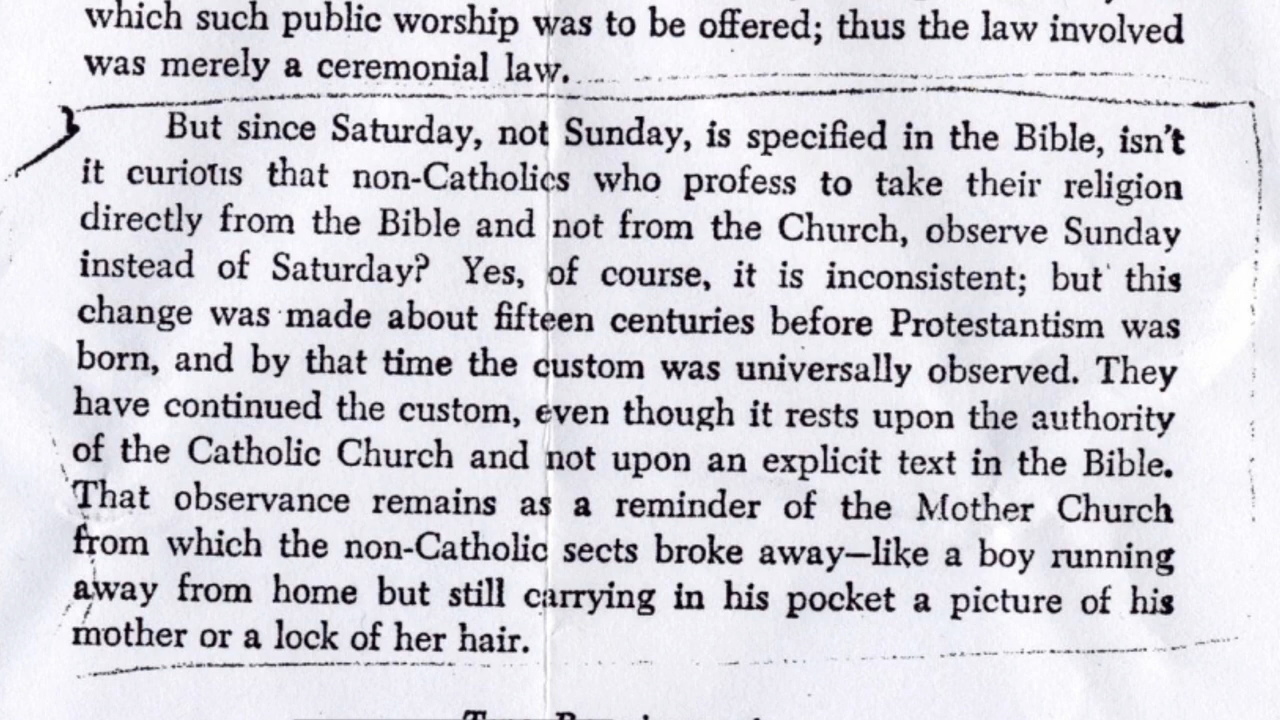 which such public worship was to be offered; thus the law involved
was merely a ceremonial law.
But since Saturday, not Sunday, is specified in the Bible, isn't
it curious that non-Catholics who profess to take their religion
directly from the Bible and not from the Church, observe Sunday
instead of Saturday? Yes, of course, it is inconsistent; but this
change was made about fifteen centuries before Protestantism was
born, and by that time the custom was universally observed. They
have continued the custom, even though it rests upon the authority
of the Catholic Church and not upon an explicit text in the Bible.
That observance remains as a reminder of the Mother Church
from which the non-Catholic sects broke away—like a boy running
away from home but still carrying in his pocket a picture of his
mother or a lock of her hair.